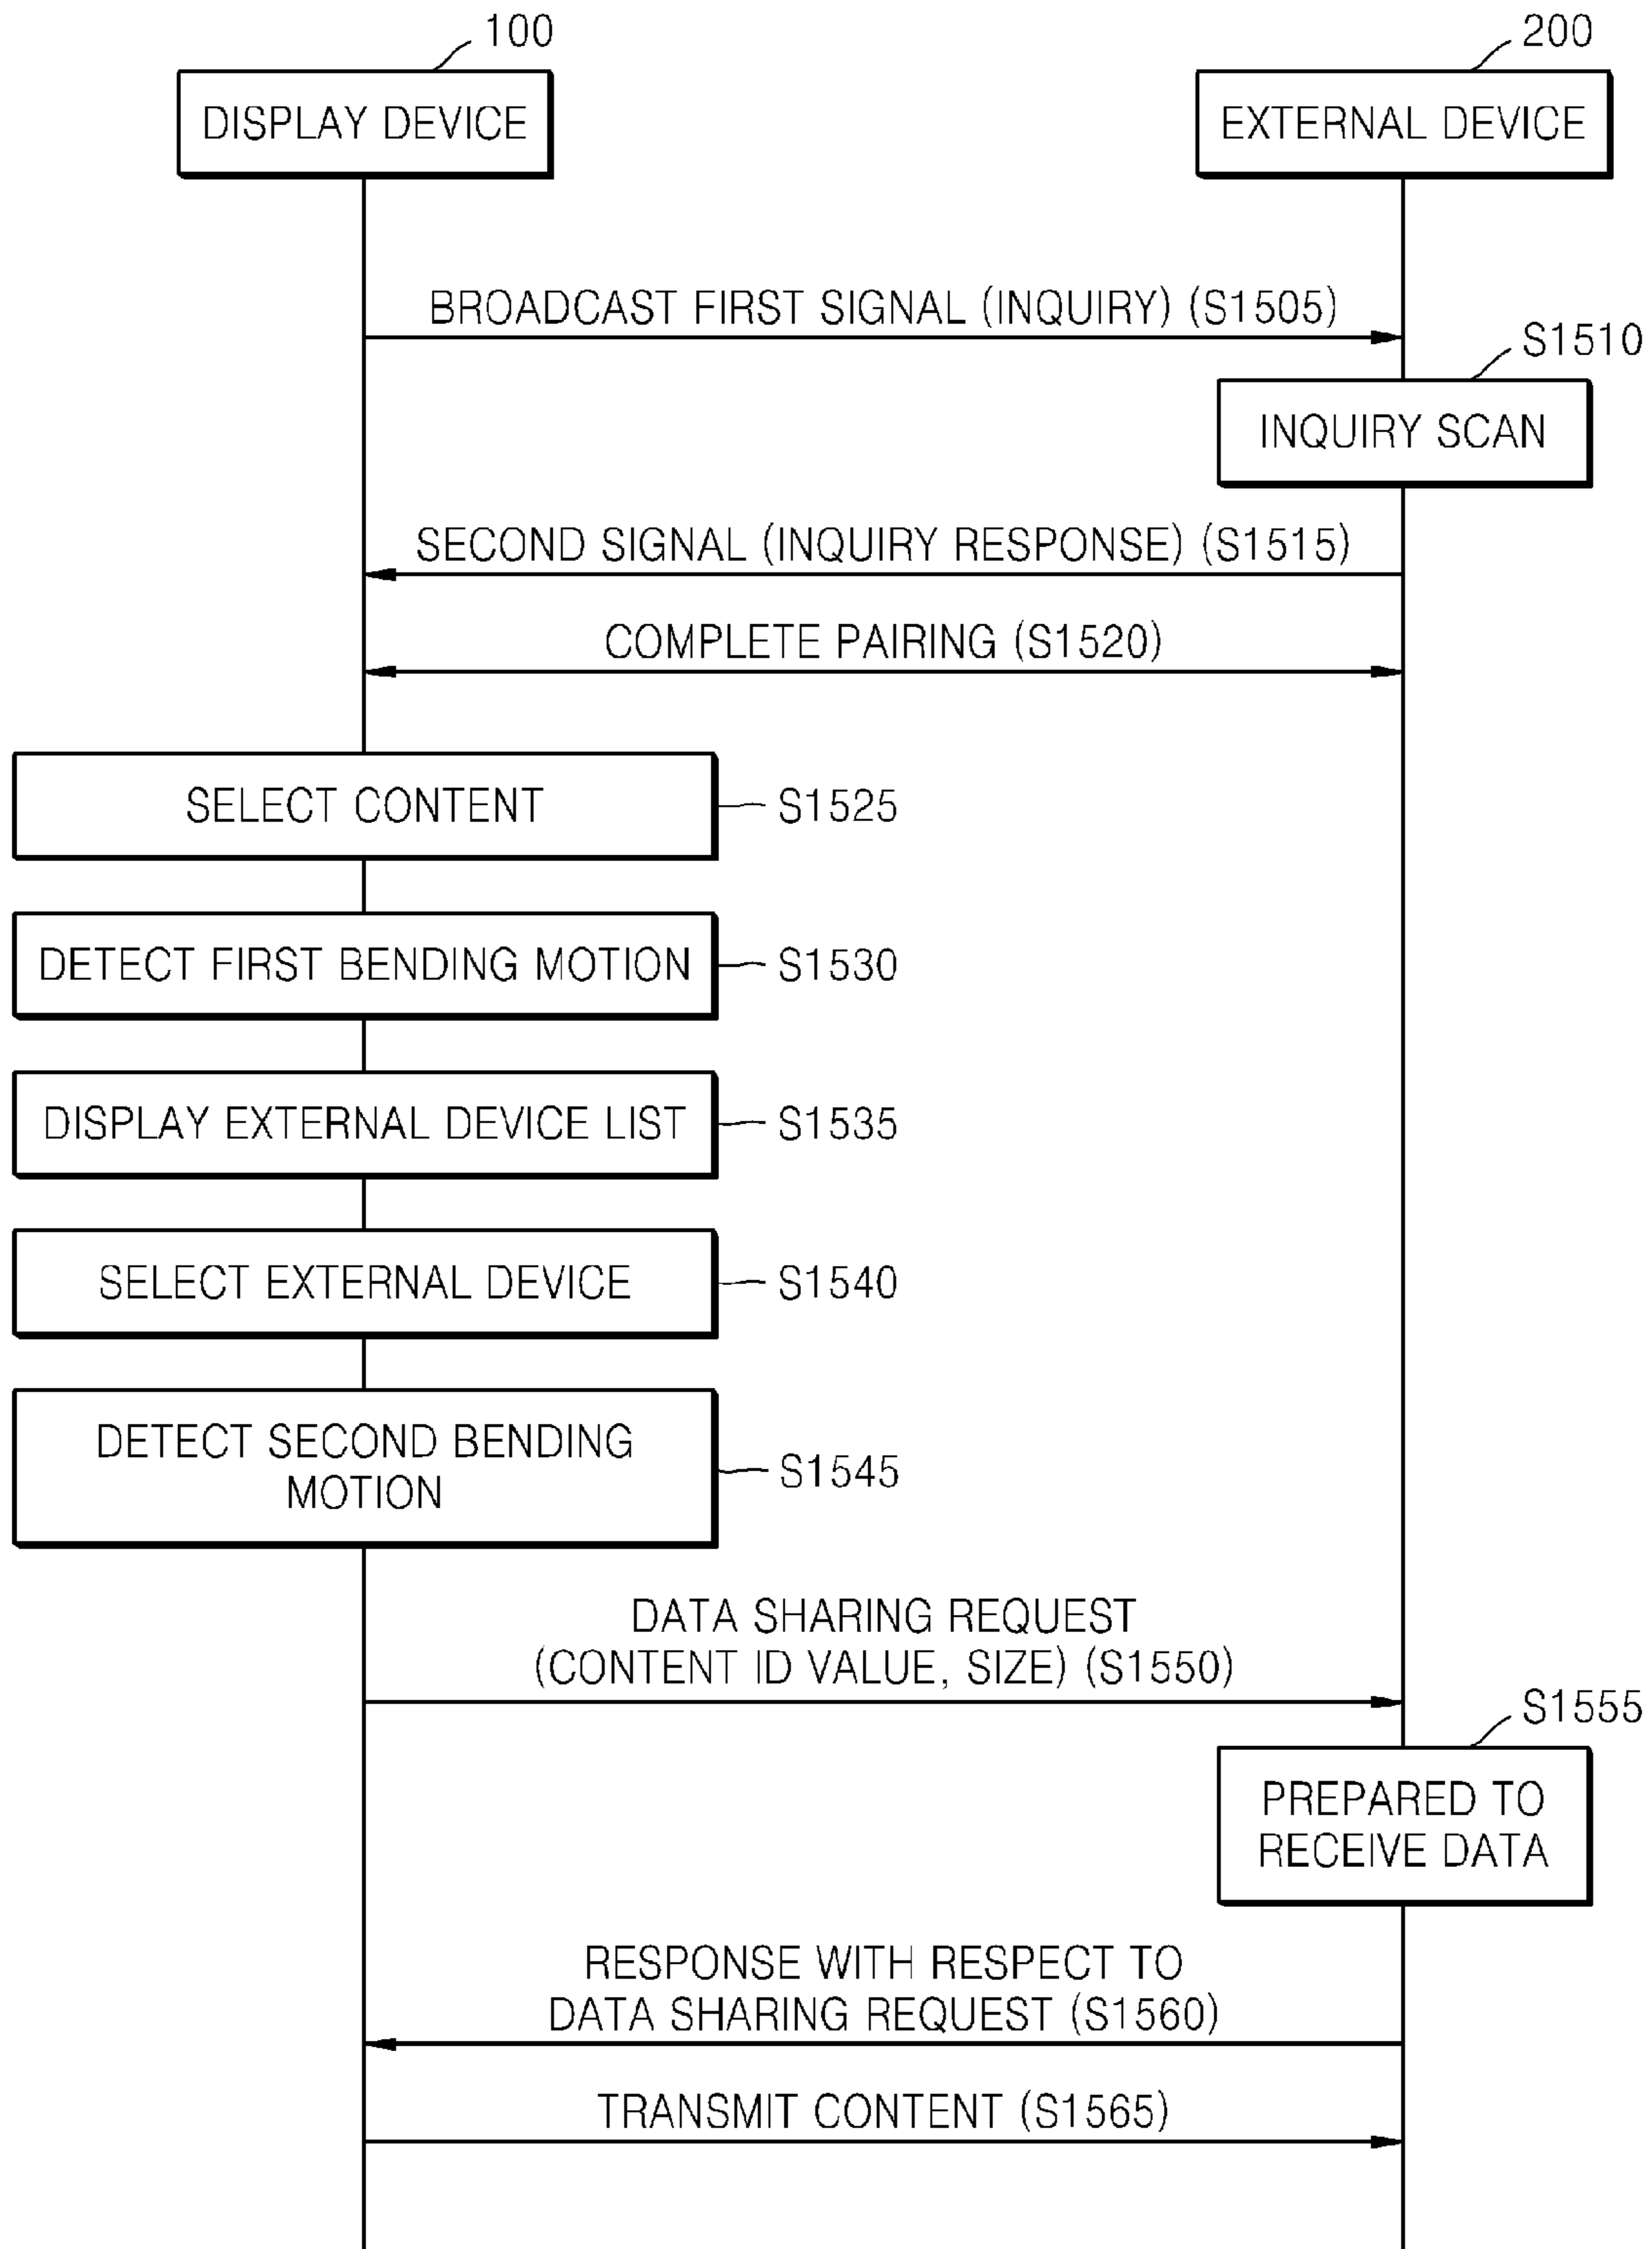 100
200
DISPLAY DEVICE
EXTERNAL DEVICE
BROADCAST FIRST SIGNAL (INQUIRY) (S1505)
S1510
INQUIRY SCAN
SECOND SIGNAL (INQUIRY RESPONSE) (S1515)
COMPLETE PAIRING (S1520)
SELECT CONTENT
S1525
DETECT FIRST BENDING MOTION
S1530
DISPLAY EXTERNAL DEVICE LIST
S1535
SELECT EXTERNAL DEVICE
S1540
DETECT SECOND BENDING
MOTION
S1545
DATA SHARING REQUEST
(CONTENT ID VALUE, SIZE) (S1550)
S1555
PREPARED TO
RECEIVE DATA
RESPONSE WITH RESPECT TO
DATA SHARING REQUEST (S1560)
TRANSMIT CONTENT (S1565)